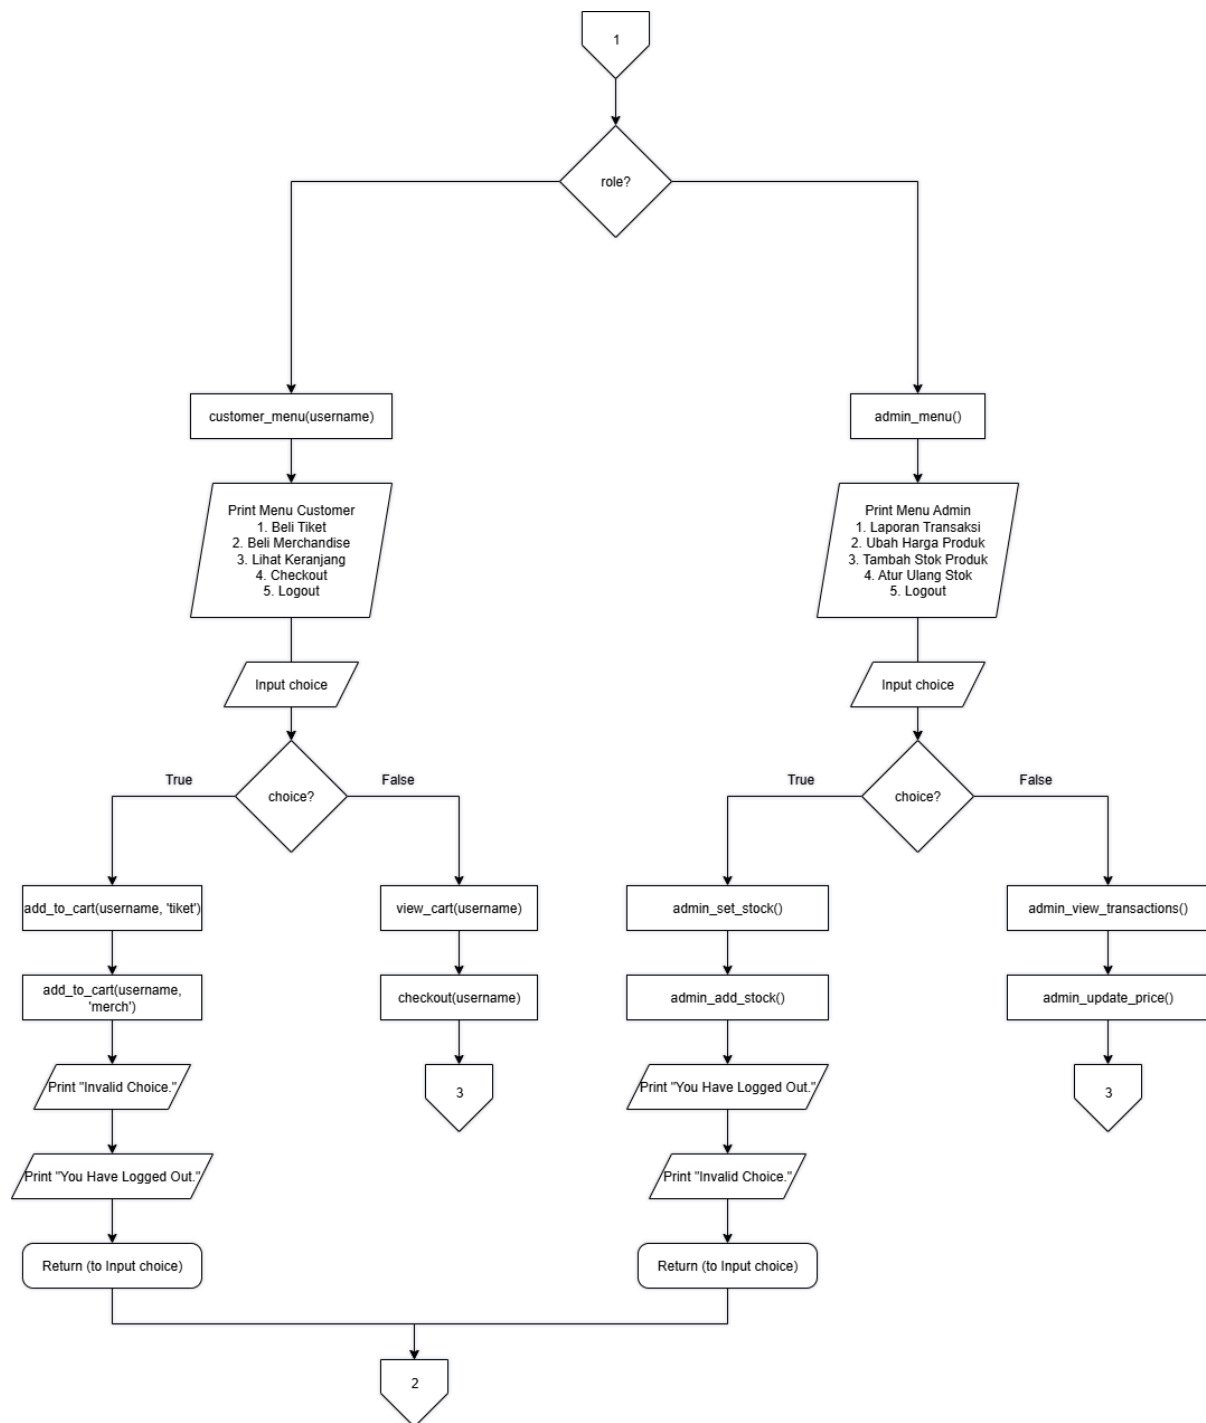 1
role?
customer_menu(username)
admin_menu()
Print Menu Customer
1. Beli Tiket
2. Beli Merchandise
3. Lihat Keranjang
4. Checkout
5. Logout
Print Menu Admin
1. Laporan Transaksi
2. Ubah Harga Produk
3. Tambah Stok Produk
4. Atur Ulang Stok
5. Logout
Input choice
Input choice
True
choice?
False
True
choice?
False
add_to_cart(username, 'tiket')
view_cart(username)
admin_set_stock()
admin_view_transactions()
add_to_cart(username,
'merch')
checkout(username)
admin_add_stock()
admin_update_price()
Print "Invalid Choice."
3
Print "You Have Logged Out."
3
Print "You Have Logged Out."
Print "Invalid Choice."
Return (to Input choice)
Return (to Input choice)
2